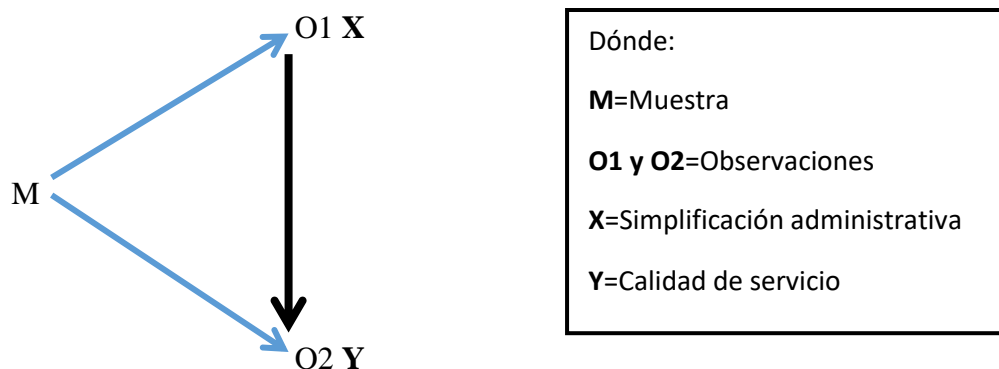 O1 X
M
O2 Y
Dónde:
M=Muestra
O1 y O2=Observaciones
X=Simplificación administrativa
Y=Calidad de servicio